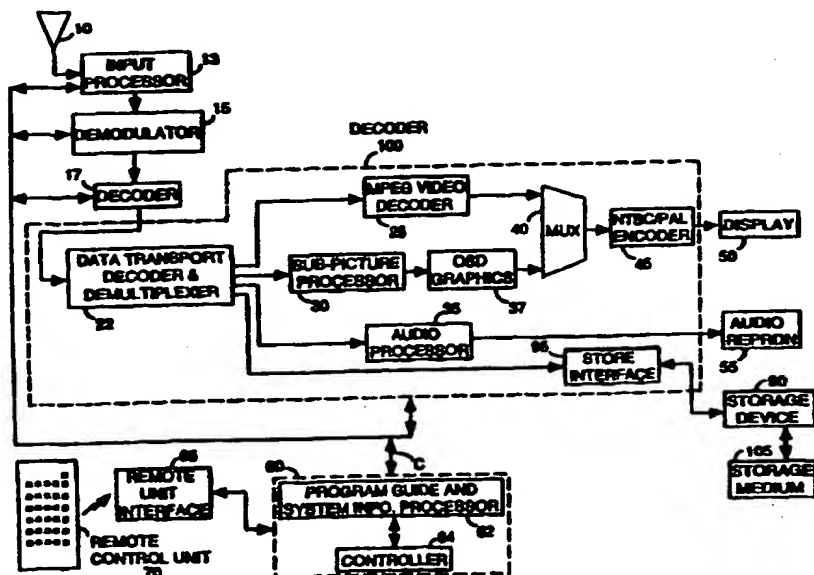 10
INPUT
PROCESSOR
13
DEMODULATOR
15
17
DECODER
DECODER
100
MPEG VIDEO
DECODER
25
DATA TRANSPORT
DECODER &
DEMULTIPLEXER
22
SUB-PICTURE
PROCESSOR
30
OSD
GRAPHICS
37
40
MUX
NTSC/PAL
ENCODER
45
DISPLAY
50
35
AUDIO
PROCESSOR
AUDIO
REPRDN
55
95
STORE
INTERFACE
90
STORAGE
DEVICE
105
STORAGE
MEDIUM
C
65
REMOTE
UNIT
INTERFACE
60
PROGRAM GUIDE AND
SYSTEM INFO. PROCESSOR
62
CONTROLLER
64
REMOTE
CONTROL UNIT
70